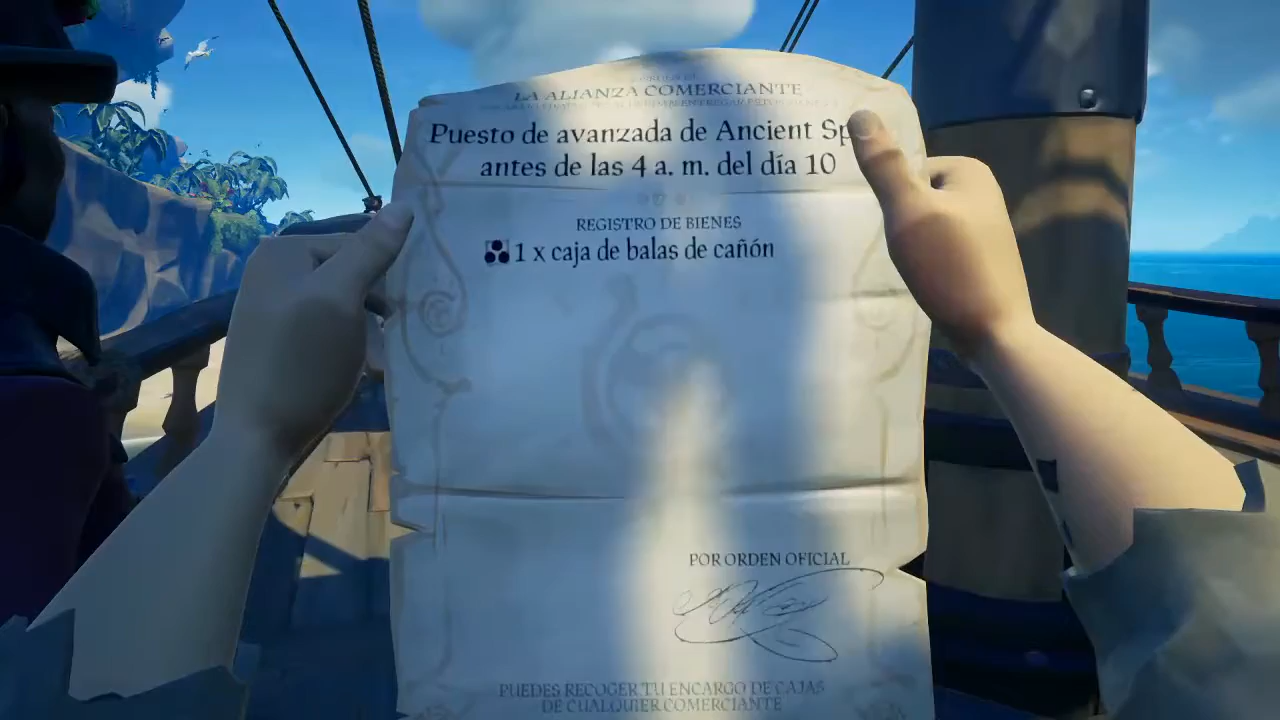 LA ALIANZA COMERCIANTE
Puesto de avanzada de Ancient Sp
antes de las 4 a. m. del día 10
REGISTRO DE BIENES
1 x caja de balas de cañón
POR ORDEN OFICIAL
PUEDES RECOGER TU ENCARGO DE CAJAS
DE CUALQUIER COMERCIANTE